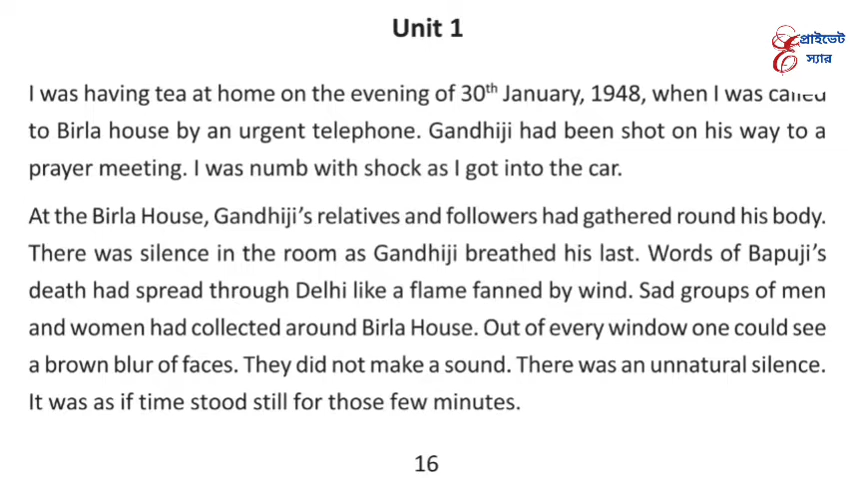 Unit 1
প্রাইভেট
স্যার
I was having tea at home on the evening of 30th January, 1948, when I was called
to Birla house by an urgent telephone. Gandhiji had been shot on his way to a
prayer meeting. I was numb with shock as I got into the car.
At the Birla House, Gandhiji's relatives and followers had gathered round his body.
There was silence in the room as Gandhiji breathed his last. Words of Bapuji's
death had spread through Delhi like a flame fanned by wind. Sad groups of men
and women had collected around Birla House. Out of every window one could see
a brown blur of faces. They did not make a sound. There was an unnatural silence.
It was as if time stood still for those few minutes.
16